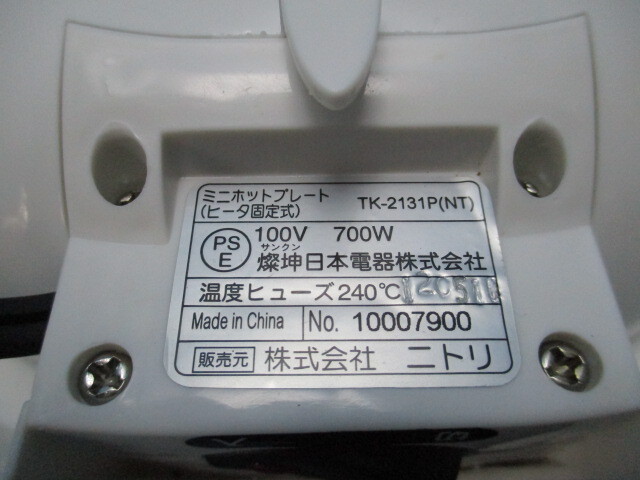 ミニホットプレート
(ヒータ固定式)
TK-2131P(NT)
PS
E
100V 700W
サンクン
燦坤日本電器株式会社
温度ヒューズ240℃
Made in China
No. 10007900
販売元 株式会社 ニトリ